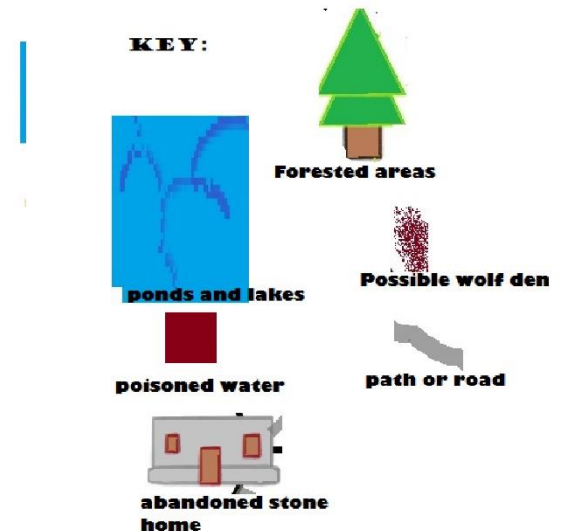 KEY:
Forested areas
Possible wolf den
ponds and lakes
path or road
poisoned water
abandoned stone
home